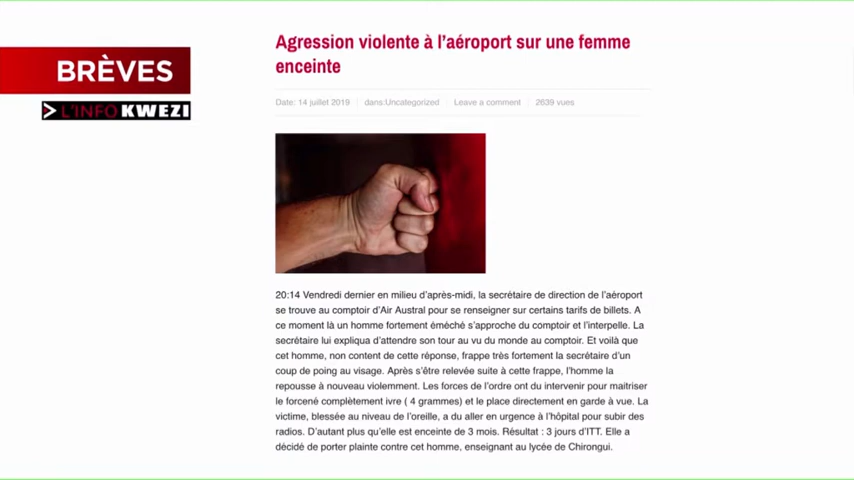 BRÈVES
L'INFO KWEZI
Agression violente à l'aéroport sur une femme
enceinte
Date: 14 juillet 2019 dans:Uncategorized Leave a comment 2639 vues
20:14 Vendredi dernier en milieu d'après-midi, la secrétaire de direction de l'aéroport
se trouve au comptoir d'Air Austral pour se renseigner sur certains tarifs de billets. A
ce moment là un homme fortement éméché s'approche du comptoir et l'interpelle. La
secrétaire lui expliqua d'attendre son tour au vu du monde au comptoir. Et voilà que
cet homme, non content de cette réponse, frappe très fortement la secrétaire d'un
coup de poing au visage. Après s'être relevée suite à cette frappe, l'homme la
repousse à nouveau violemment. Les forces de l'ordre ont du intervenir pour maitriser
le forcené complètement ivre ( 4 grammes) et le place directement en garde à vue. La
victime, blessée au niveau de l'oreille, a du aller en urgence à l'hôpital pour subir des
radios. D'autant plus qu'elle est enceinte de 3 mois. Résultat : 3 jours d'ITT. Elle a
décidé de porter plainte contre cet homme, enseignant au lycée de Chirongui.